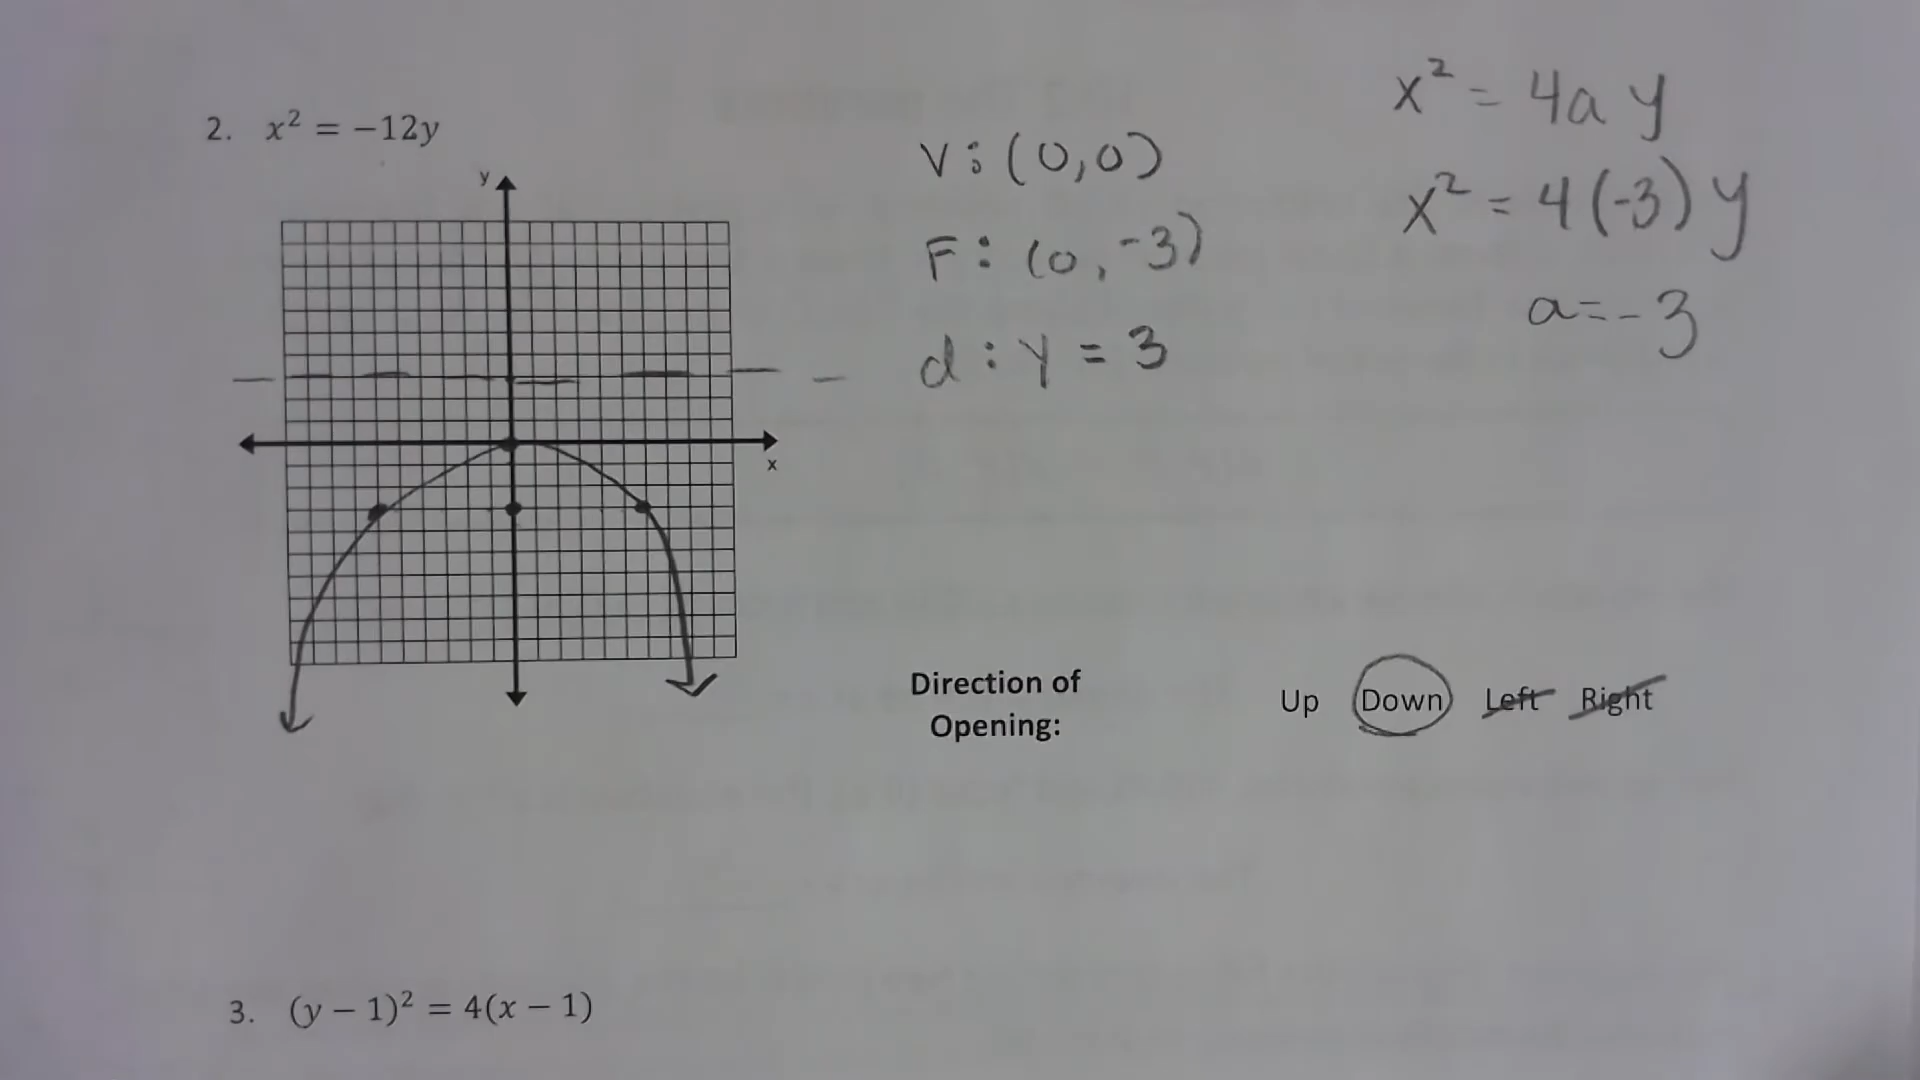 2. x² = −12y
y
x
V: (0,0)
F: (0, -3)
d: y = 3
x² = 4a y
x² = 4(-3) y
a = -3
Direction of
Opening:
Up Down Left Right
3. (y − 1)² = 4(x − 1)